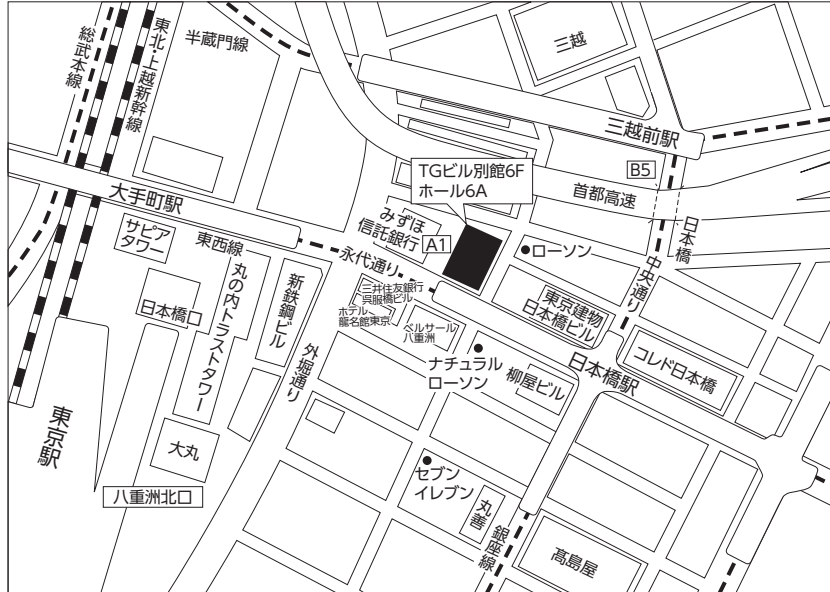 総武本線
東北・上越新幹線
半蔵門線
三越
三越前駅
B5
TGビル別館6F
ホール6A
首都高速
大手町駅
みずほ
信託銀行
A1
日本橋
サピア
タワー
東西線
永代通り
ローソン
中央通り
日本橋口
丸の内トラストタワー
新鉄鋼ビル
三井住友銀行
呉服橋ビル
ホテル
龍名館東京
ベルサール
八重洲
東京建物
日本橋ビル
外堀通り
ナチュラル
ローソン
柳屋ビル
日本橋駅
コレド日本橋
東京駅
大丸
八重洲北口
セブン
イレブン
丸善
銀座線
髙島屋